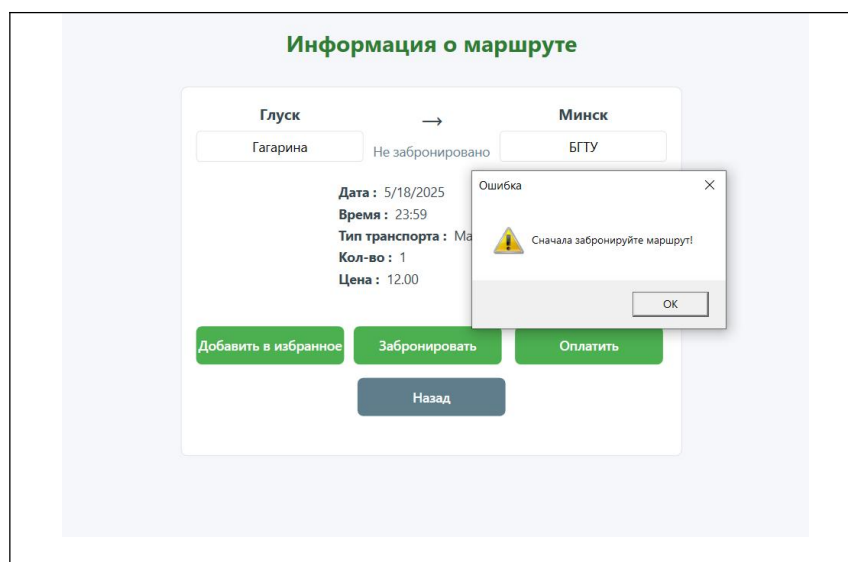 Информация о маршруте
Глуск → Минск
Гагарина Не забронировано БГТУ
Ошибка
Дата : 5/18/2025
Время : 23:59
Тип транспорта : Ма
Сначала забронируйте маршрут!
Кол-во : 1
Цена : 12.00
OK
Добавить в избранное Забронировать Оплатить
Назад